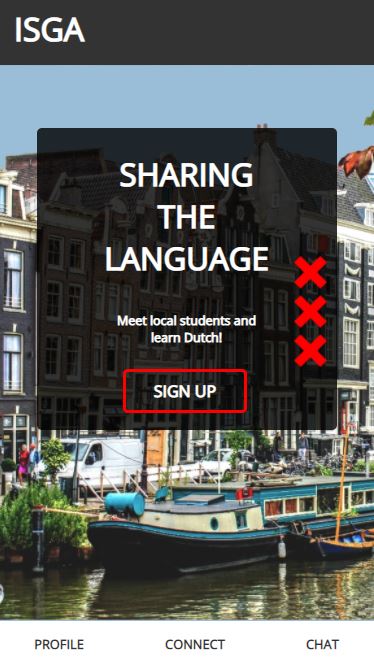 ISGA
SHARING
THE
LANGUAGE
Meet local students and
learn Dutch!
SIGN UP
PROFILE
CONNECT
CHAT